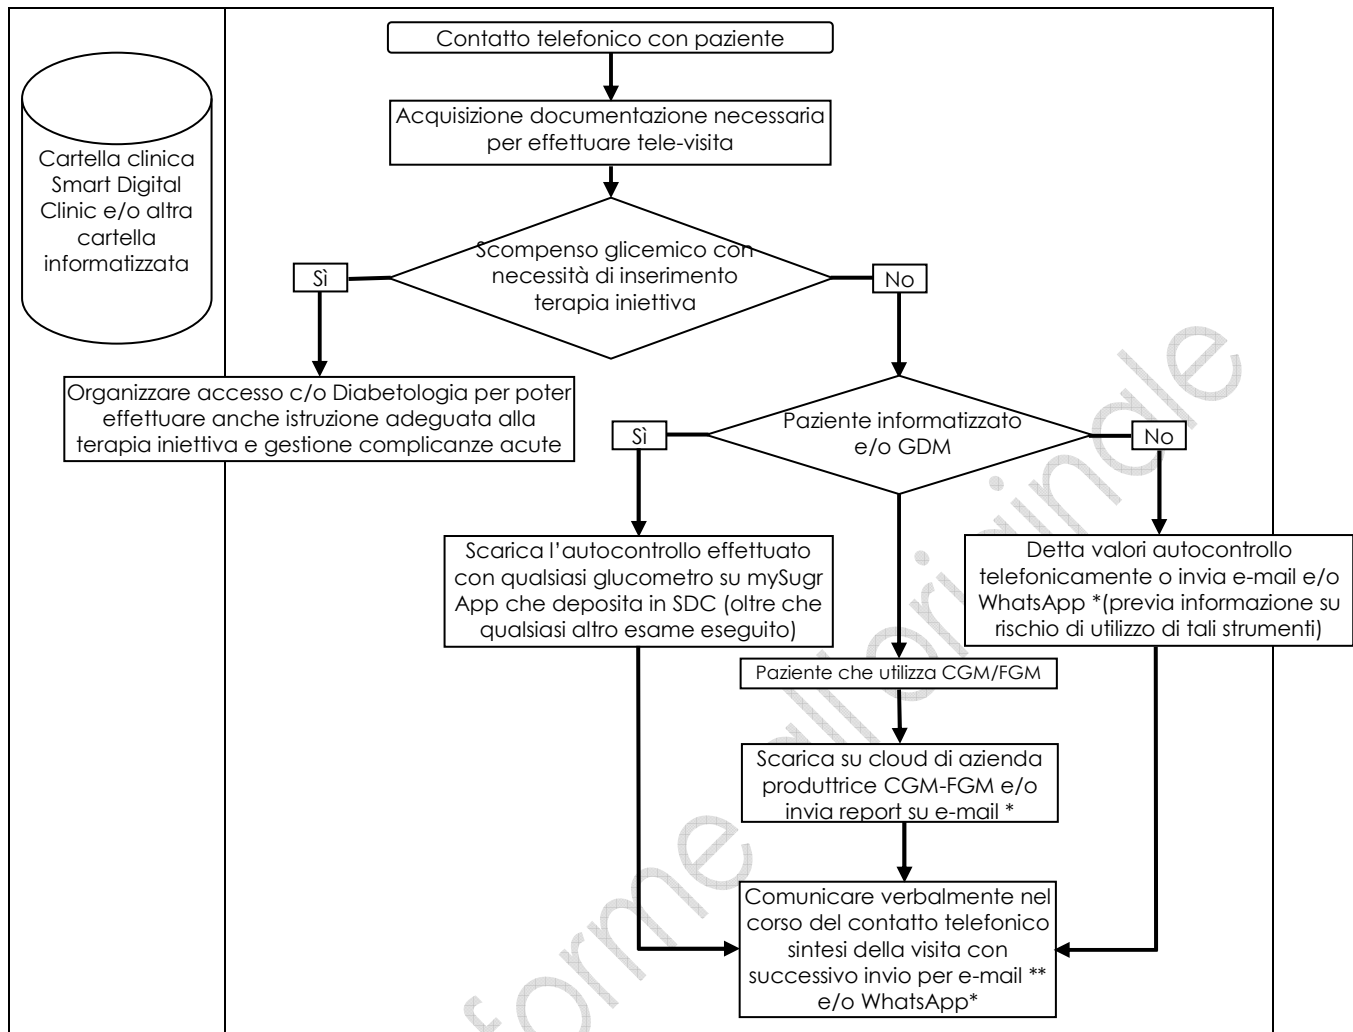 Contatto telefonico con paziente
Acquisizione documentazione necessaria
per effettuare tele-visita
Cartella clinica
Smart Digital
Clinic e/o altra
cartella
informatizzata
Scompenso glicemico con
necessità di inserimento
terapia iniettiva
Sì
No
Organizzare accesso c/o Diabetologia per poter
effettuare anche istruzione adeguata alla
terapia iniettiva e gestione complicanze acute
Paziente informatizzato
e/o GDM
Sì
No
Scarica l'autocontrollo effettuato
con qualsiasi glucometro su mySugr
App che deposita in SDC (oltre che
qualsiasi altro esame eseguito)
Detta valori autocontrollo
telefonicamente o invia e-mail e/o
WhatsApp *(previa informazione su
rischio di utilizzo di tali strumenti)
Paziente che utilizza CGM/FGM
Scarica su cloud di azienda
produttrice CGM-FGM e/o
invia report su e-mail *
Comunicare verbalmente nel
corso del contatto telefonico
sintesi della visita con
successivo invio per e-mail **
e/o WhatsApp*
forme all'originale